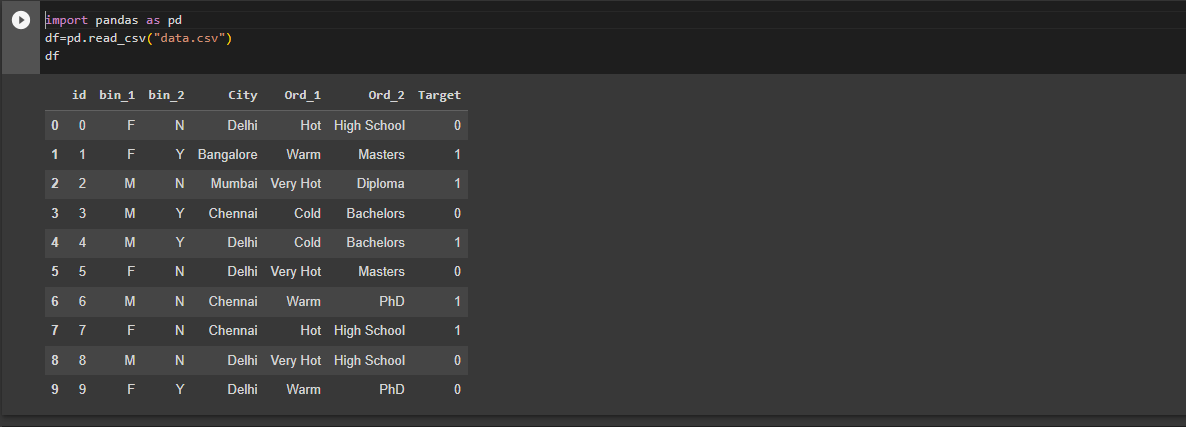 import pandas as pd
df=pd.read_csv("data.csv")
df
id bin_1 bin_2 City Ord_1 Ord_2 Target
0 0 F N Delhi Hot High School 0
1 1 F Y Bangalore Warm Masters 1
2 2 M N Mumbai Very Hot Diploma 1
3 3 M Y Chennai Cold Bachelors 0
4 4 M Y Delhi Cold Bachelors 1
5 5 F N Delhi Very Hot Masters 0
6 6 M N Chennai Warm PhD 1
7 7 F N Chennai Hot High School 1
8 8 M N Delhi Very Hot High School 0
9 9 F Y Delhi Warm PhD 0